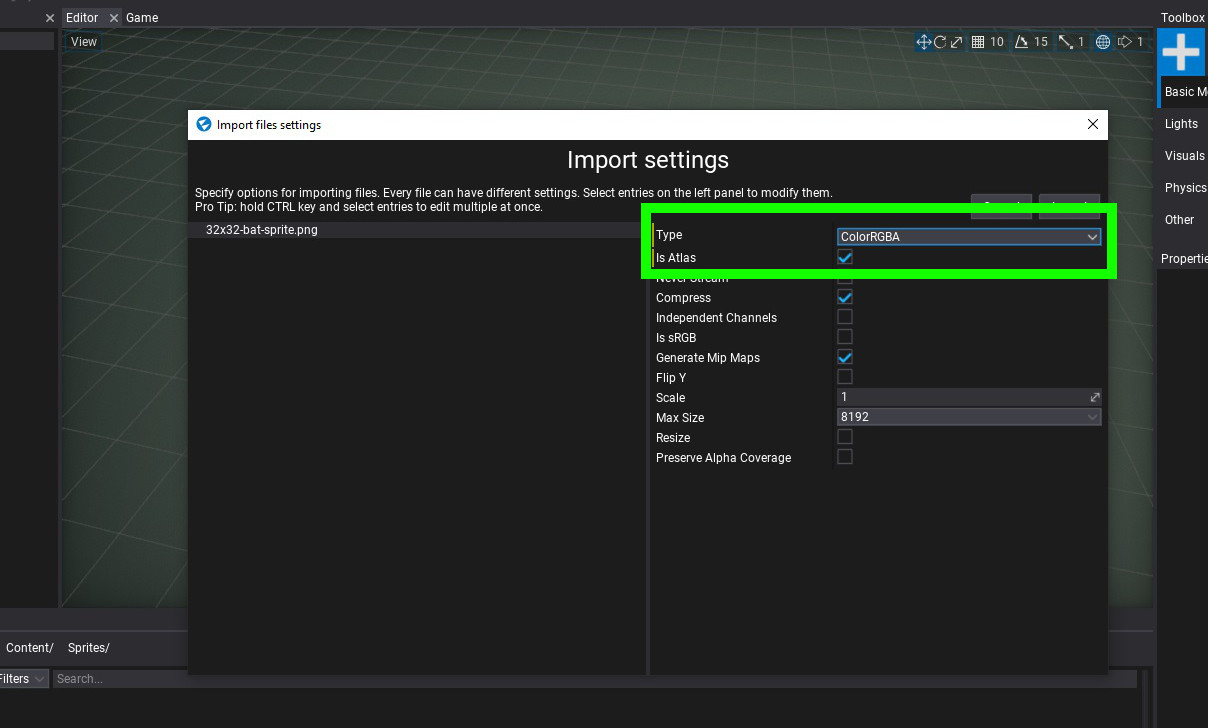 Editor Game Toolbox
View 10 15 1 1
Basic M
Import files settings
Lights
Import settings
Visuals
Specify options for importing files. Every file can have different settings. Select entries on the left panel to modify them.
Physics
Pro Tip: hold CTRL key and select entries to edit multiple at once.
Other
32x32-bat-sprite.png
Type ColorRGBA
Is Atlas
Propertie
Never Stream
Compress
Independent Channels
Is sRGB
Generate Mip Maps
Flip Y
Scale 1
Max Size 8192
Resize
Preserve Alpha Coverage
Content/ Sprites/
Filters Search...